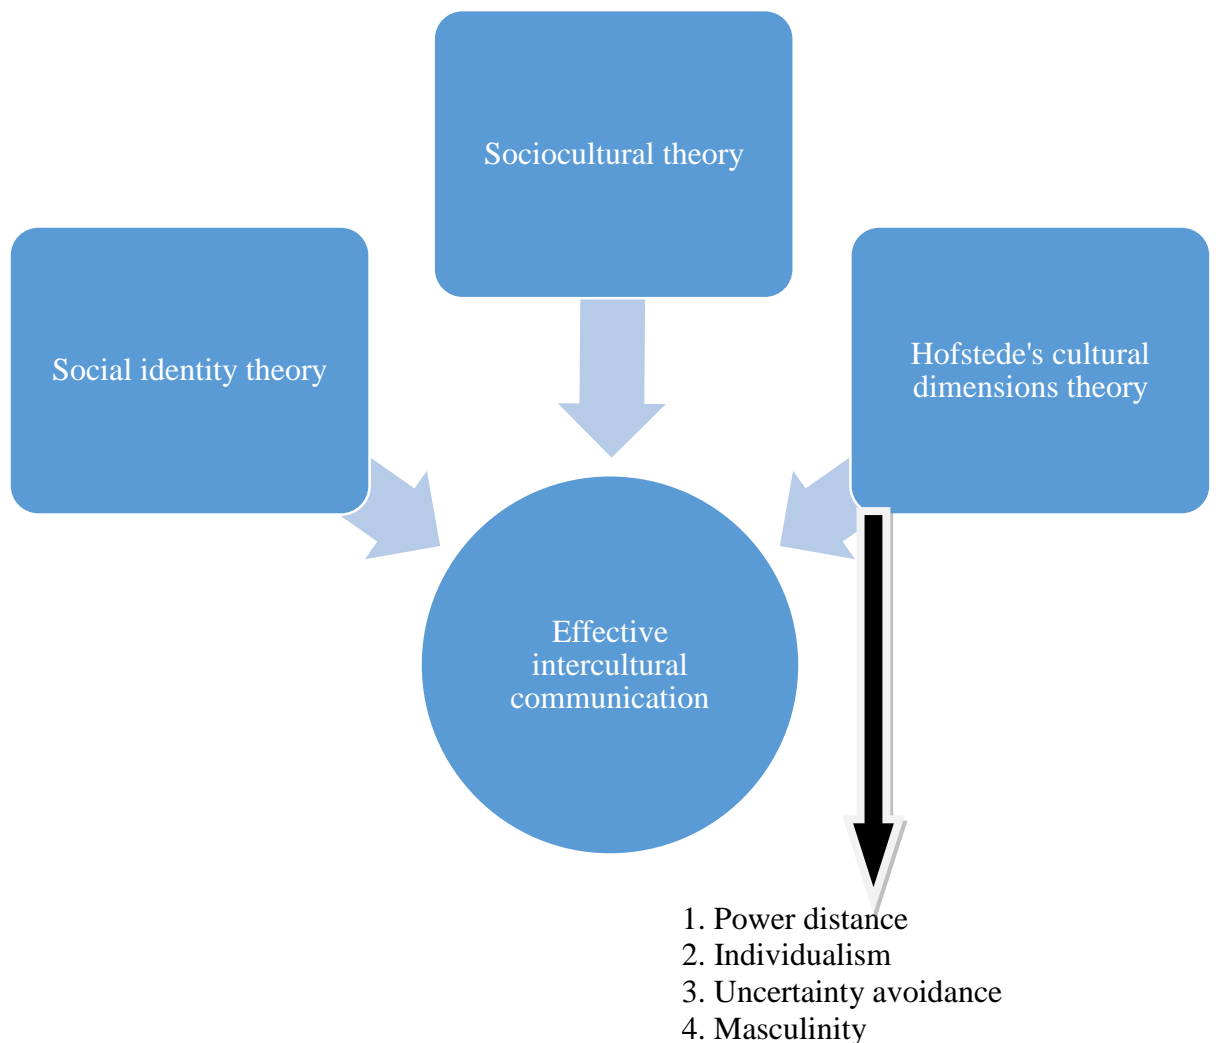 Sociocultural theory
Social identity theory
Hofstede's cultural
dimensions theory
Effective
intercultural
communication
1. Power distance
2. Individualism
3. Uncertainty avoidance
4. Masculinity